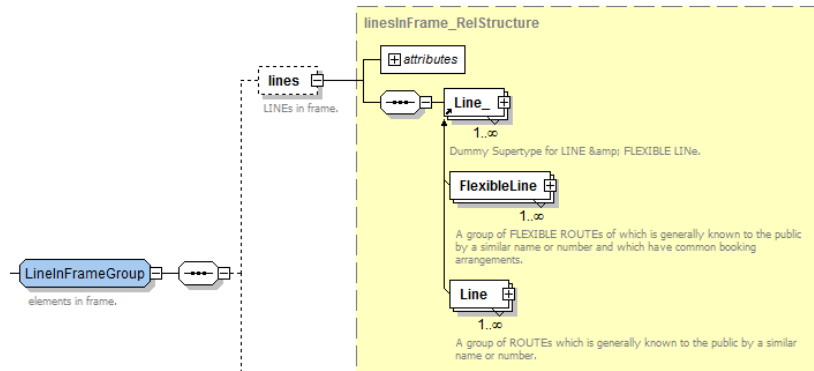 linesInFrame_RelStructure
attributes
lines
LINEs in frame.
Line_
1..∞
Dummy Supertype for LINE &amp; FLEXIBLE LINe.
FlexibleLine
1..∞
A group of FLEXIBLE ROUTEs of which is generally known to the public
by a similar name or number and which have common booking
arrangements.
LineInFrameGroup
elements in frame.
Line
1..∞
A group of ROUTEs which is generally known to the public by a similar
name or number.